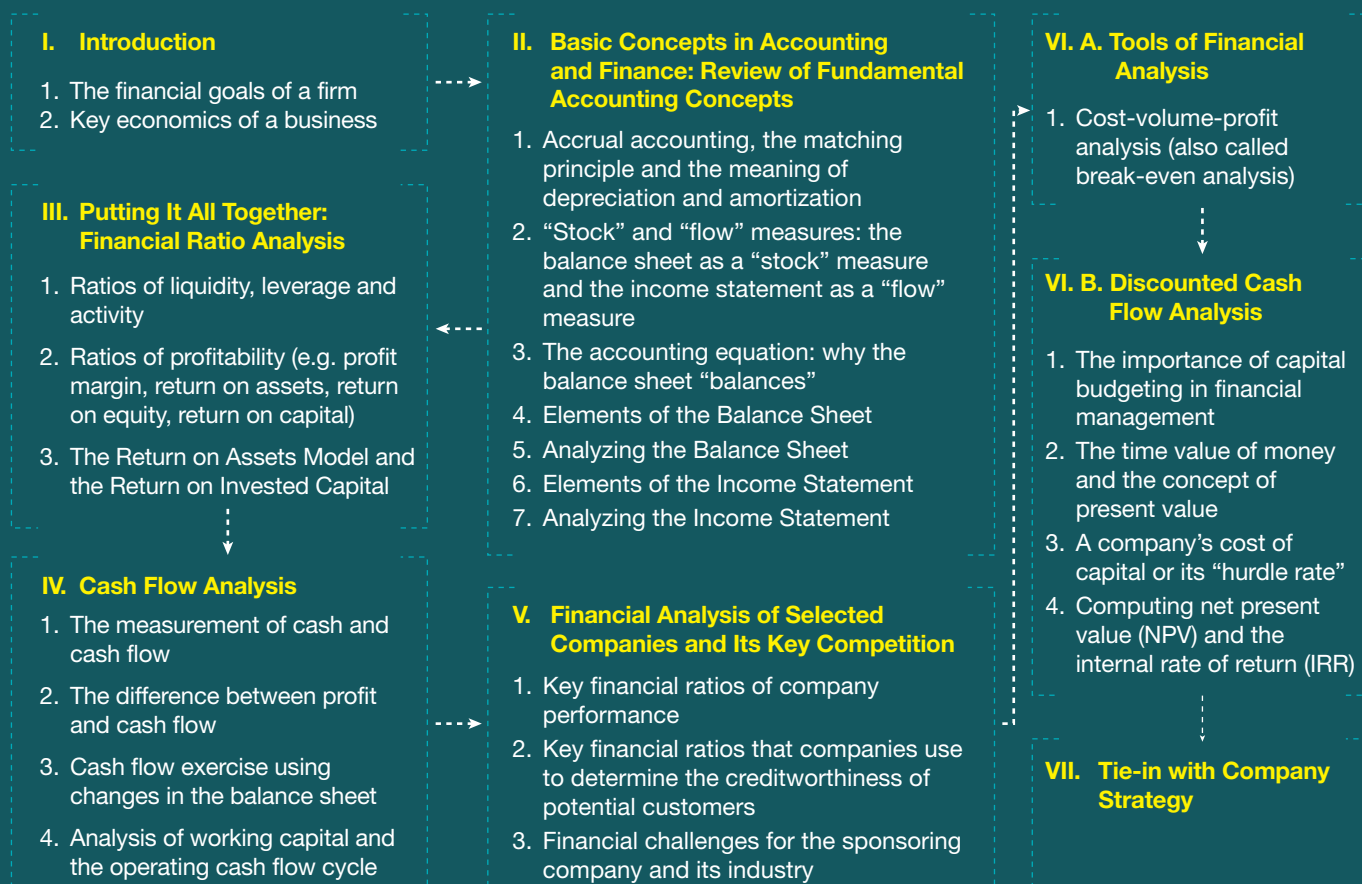 I. Introduction
1. The financial goals of a firm
2. Key economics of a business
II. Basic Concepts in Accounting
and Finance: Review of Fundamental
Accounting Concepts
1. Accrual accounting, the matching
principle and the meaning of
depreciation and amortization
2. “Stock” and “flow” measures: the
balance sheet as a “stock” measure
and the income statement as a “flow”
measure
3. The accounting equation: why the
balance sheet “balances”
4. Elements of the Balance Sheet
5. Analyzing the Balance Sheet
6. Elements of the Income Statement
7. Analyzing the Income Statement
III. Putting It All Together:
Financial Ratio Analysis
1. Ratios of liquidity, leverage and
activity
2. Ratios of profitability (e.g. profit
margin, return on assets, return
on equity, return on capital)
3. The Return on Assets Model and
the Return on Invested Capital
IV. Cash Flow Analysis
1. The measurement of cash and
cash flow
2. The difference between profit
and cash flow
3. Cash flow exercise using
changes in the balance sheet
4. Analysis of working capital and
the operating cash flow cycle
V. Financial Analysis of Selected
Companies and Its Key Competition
1. Key financial ratios of company
performance
2. Key financial ratios that companies use
to determine the creditworthiness of
potential customers
3. Financial challenges for the sponsoring
company and its industry
VI. A. Tools of Financial
Analysis
1. Cost-volume-profit
analysis (also called
break-even analysis)
VI. B. Discounted Cash
Flow Analysis
1. The importance of capital
budgeting in financial
management
2. The time value of money
and the concept of
present value
3. A company’s cost of
capital or its “hurdle rate”
4. Computing net present
value (NPV) and the
internal rate of return (IRR)
VII. Tie-in with Company
Strategy